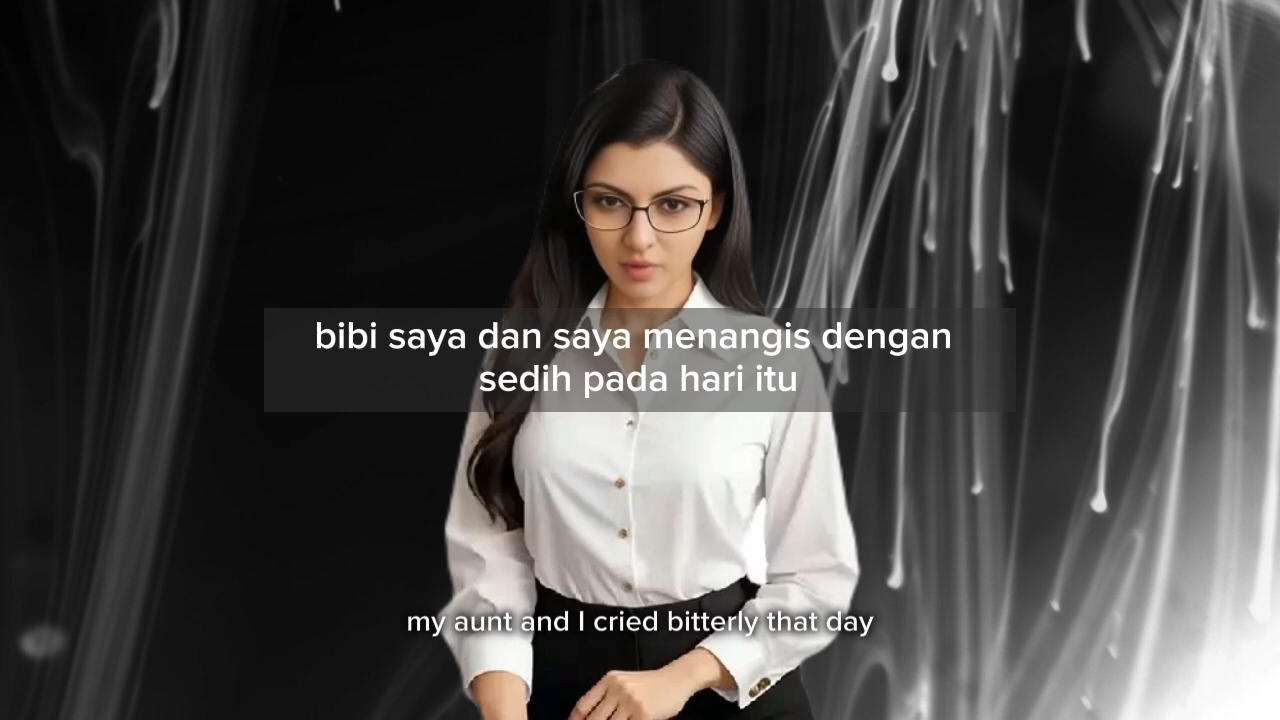 bibi saya dan saya menangis dengan
sedih pada hari itu
my aunt and I cried bitterly that day